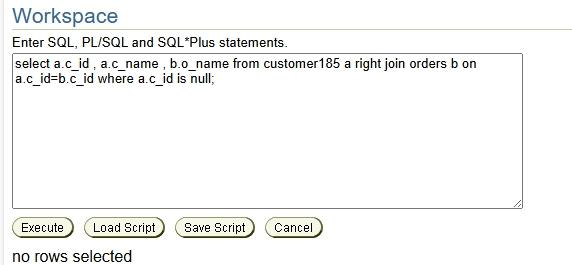 Workspace
Enter SQL, PL/SQL and SQL*Plus statements.
select a.c_id , a.c_name , b.o_name from customer185 a right join orders b on
a.c_id=b.c_id where a.c_id is null;
Execute Load Script Save Script Cancel
no rows selected